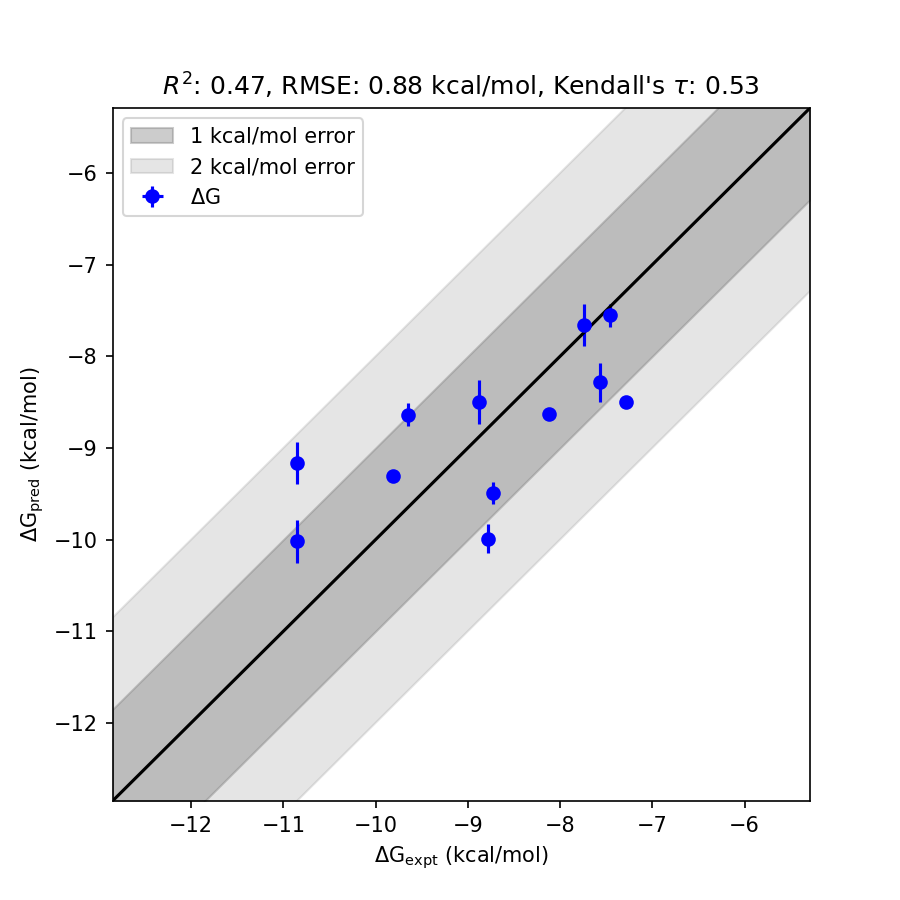 R²: 0.47, RMSE: 0.88 kcal/mol, Kendall's τ: 0.53
1 kcal/mol error
2 kcal/mol error
ΔG
−6
−7
−8
−9
−10
−11
−12
ΔGpred (kcal/mol)
−12 −11 −10 −9 −8 −7 −6
ΔGexpt (kcal/mol)